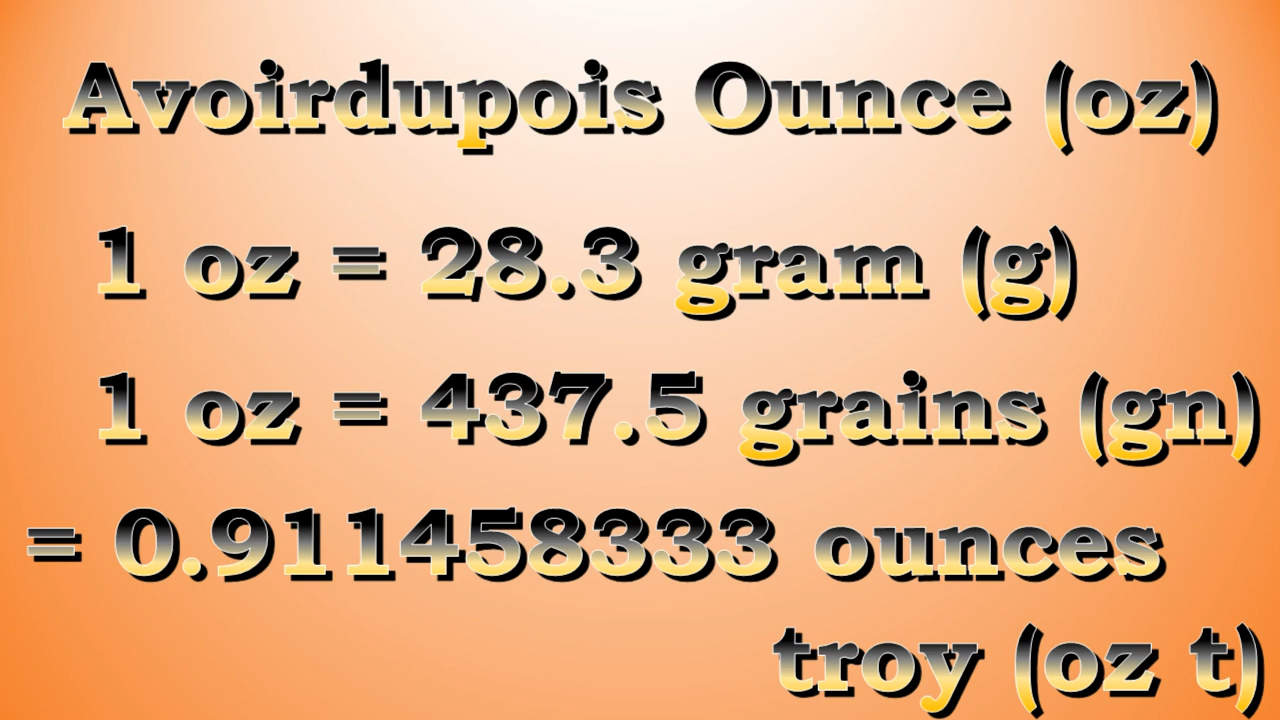 Avoirdupois Ounce (oz)
1 oz = 28.3 gram (g)
1 oz = 437.5 grains (gn)
= 0.911458333 ounces
troy (oz t)